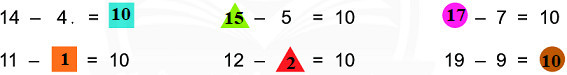 14 – 4 . = 10 15 – 5 = 10 17 – 7 = 10
11 – 1 = 10 12 – 2 = 10 19 – 9 = 10